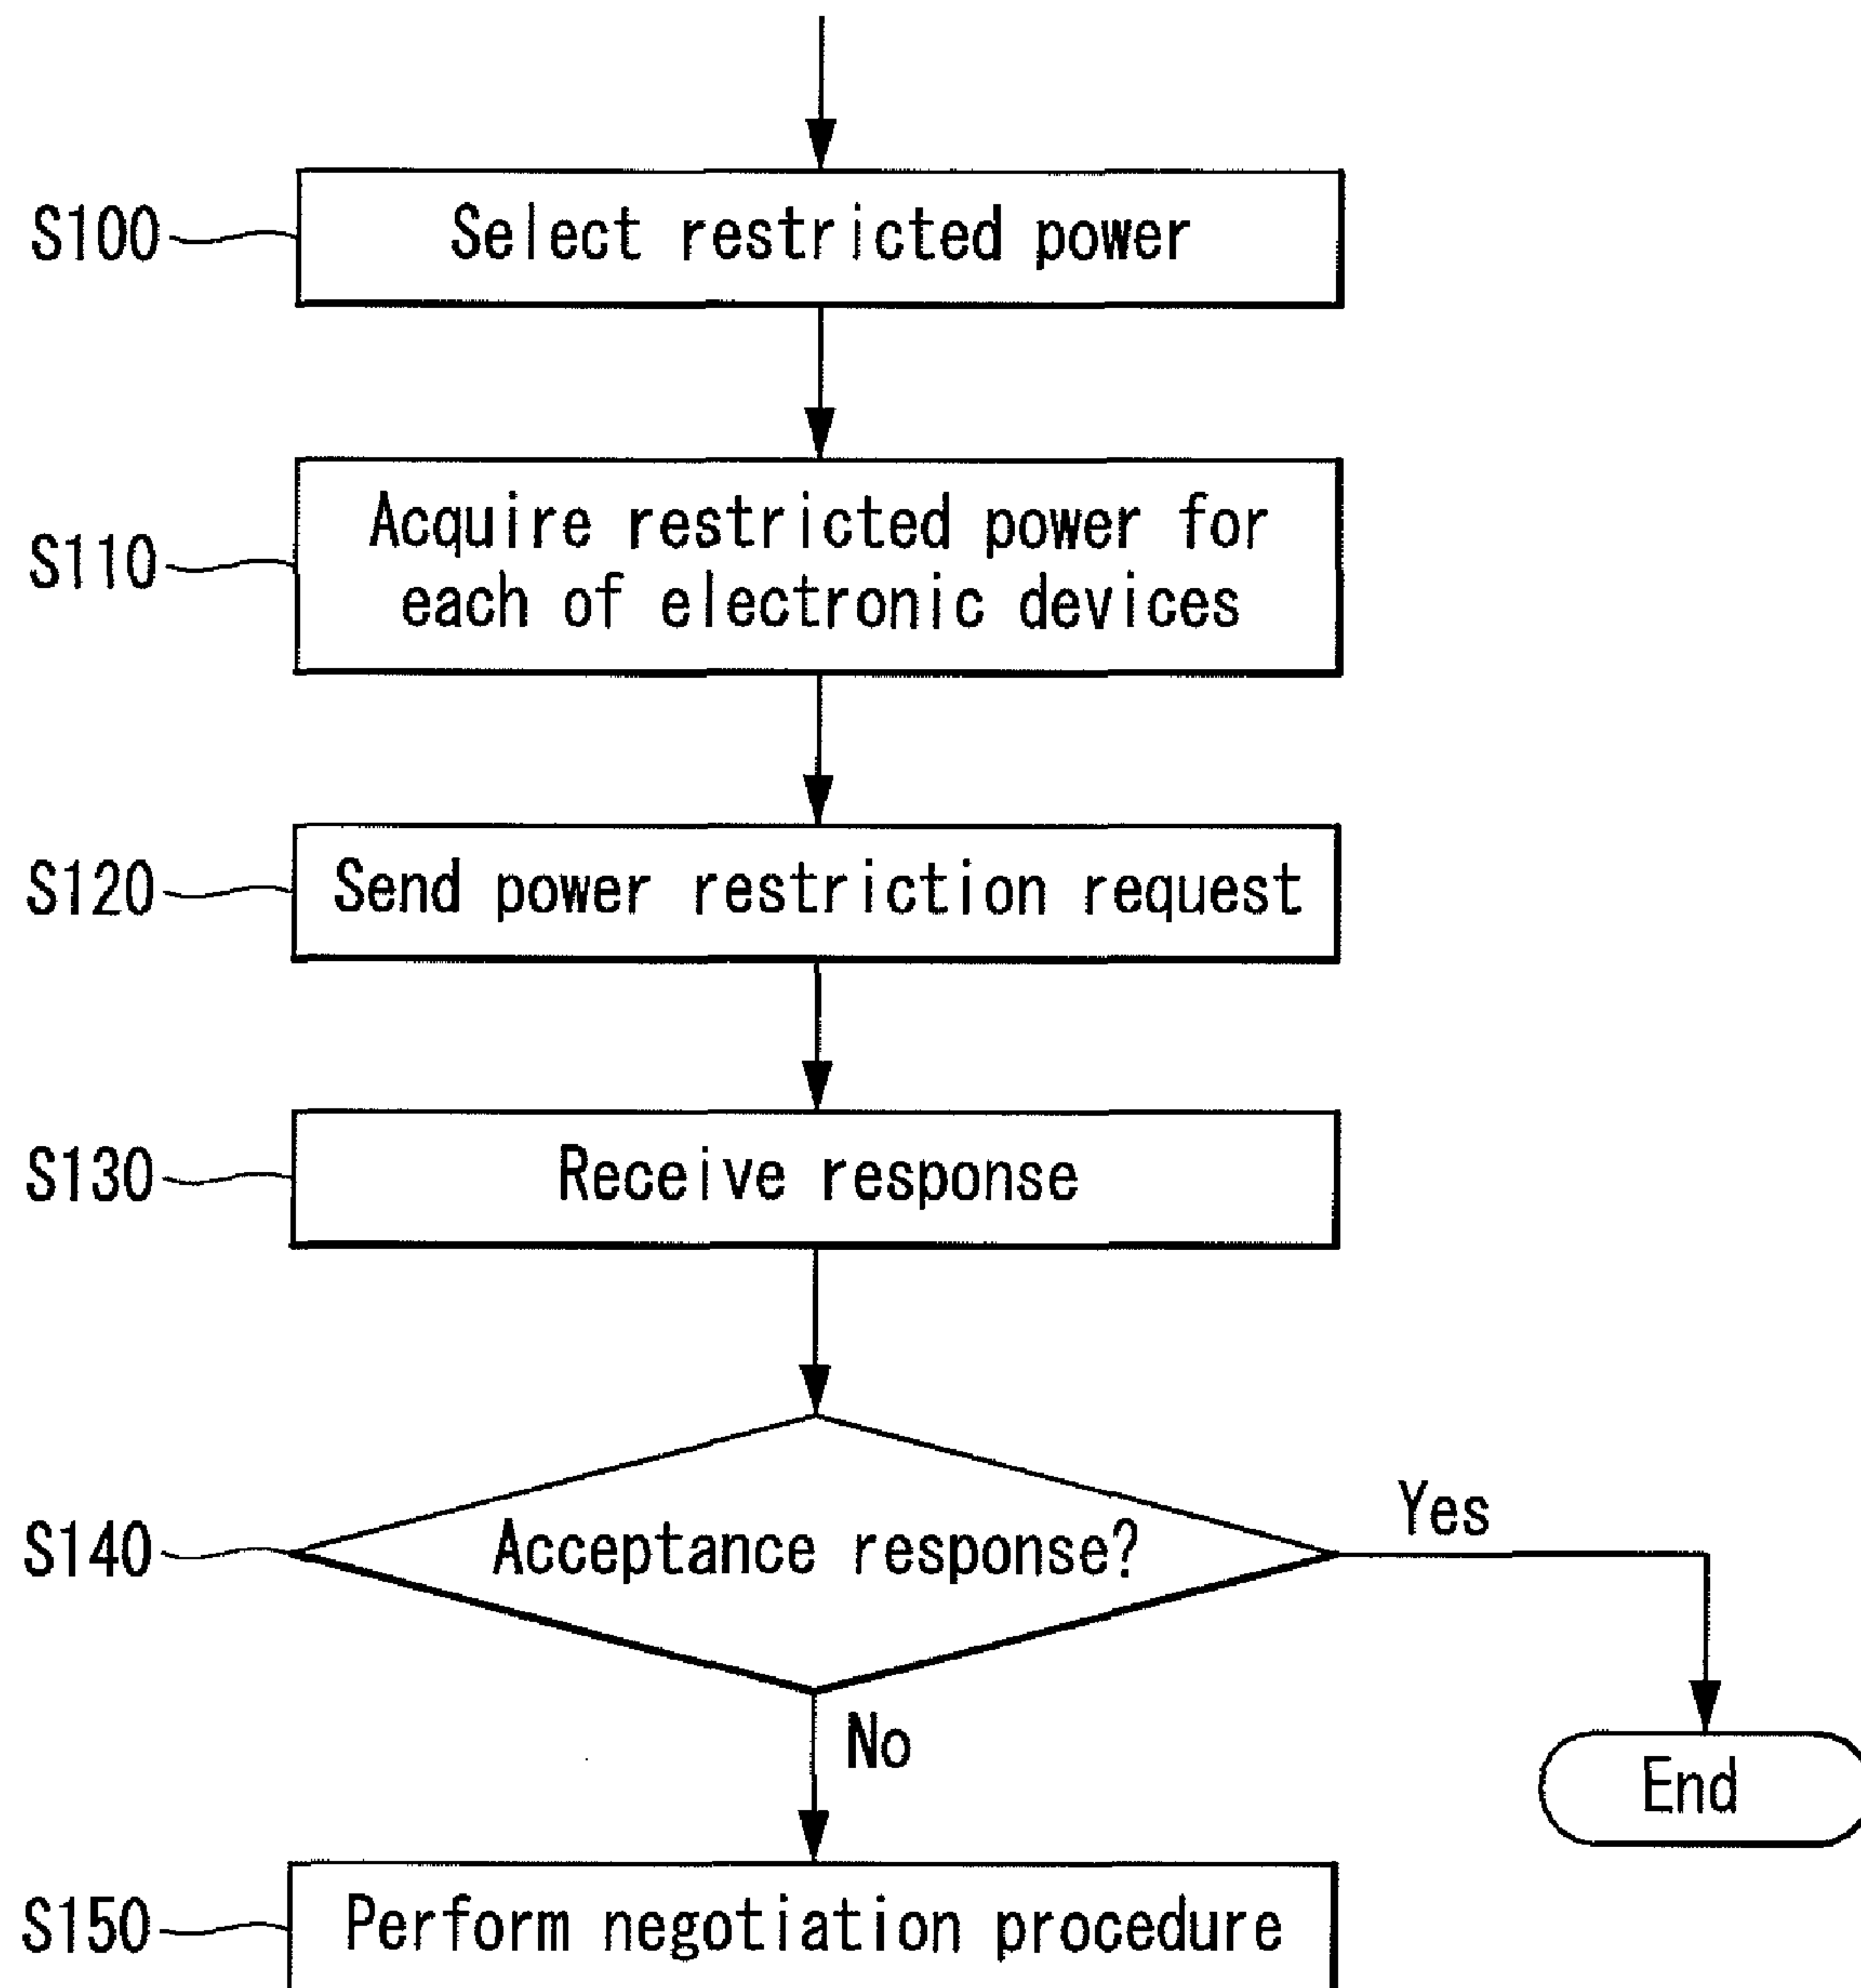 S100
Select restricted power
S110
Acquire restricted power for
each of electronic devices
S120
Send power restriction request
S130
Receive response
S140
Acceptance response?
Yes
No
End
S150
Perform negotiation procedure